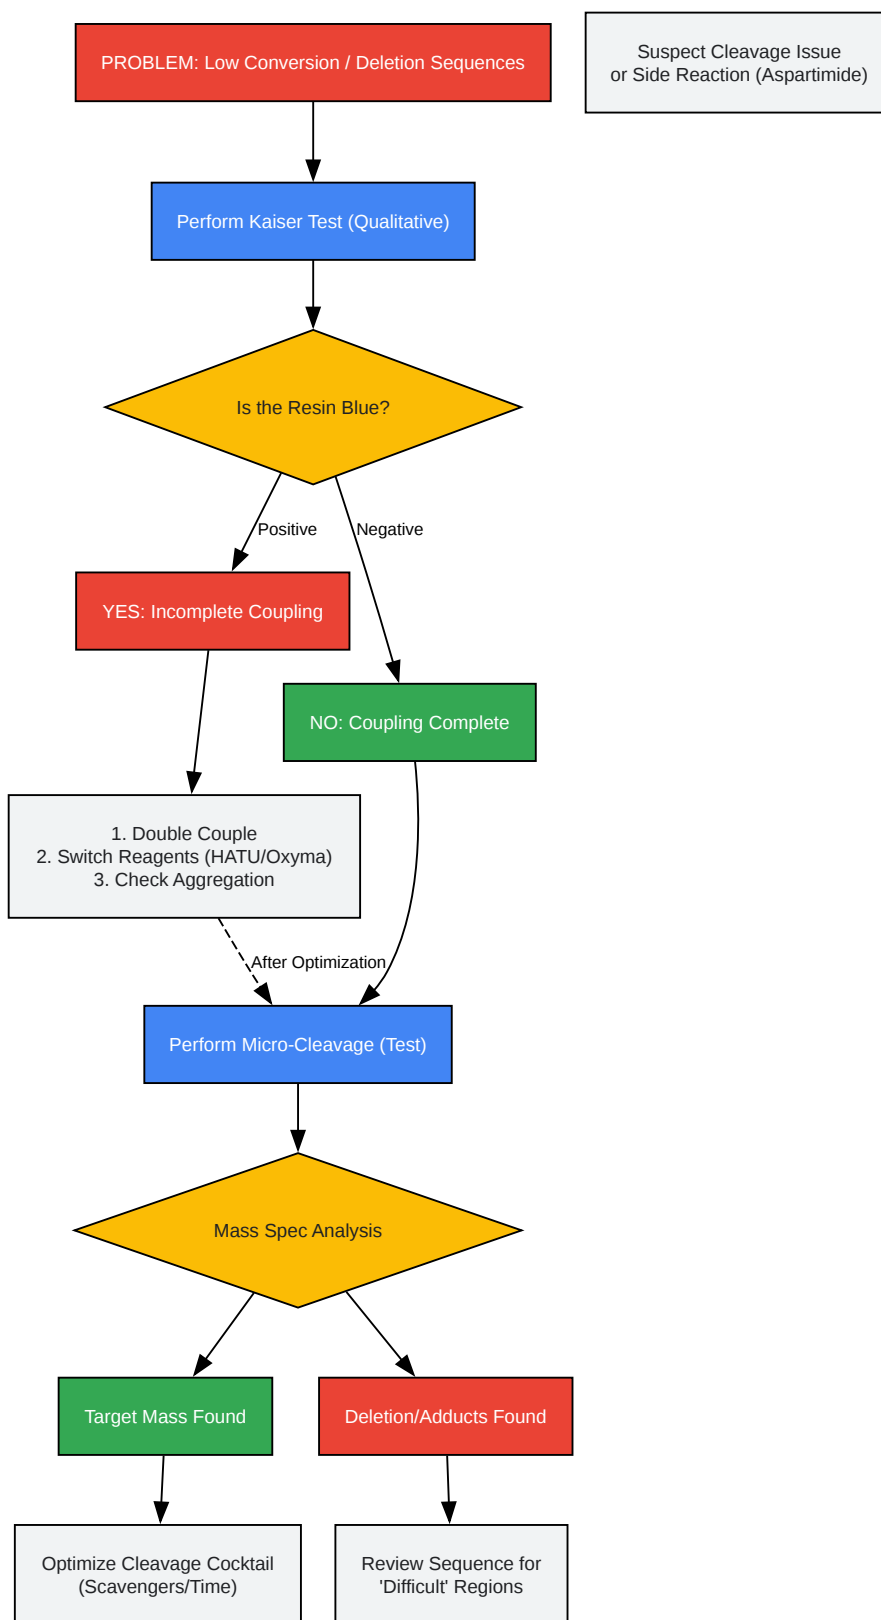 PROBLEM: Low Conversion / Deletion Sequences
Suspect Cleavage Issue
or Side Reaction (Aspartimide)
Perform Kaiser Test (Qualitative)
Is the Resin Blue?
Positive
Negative
YES: Incomplete Coupling
NO: Coupling Complete
1. Double Couple
2. Switch Reagents (HATU/Oxyma)
3. Check Aggregation
After Optimization
Perform Micro-Cleavage (Test)
Mass Spec Analysis
Target Mass Found
Deletion/Adducts Found
Optimize Cleavage Cocktail
(Scavengers/Time)
Review Sequence for
'Difficult' Regions